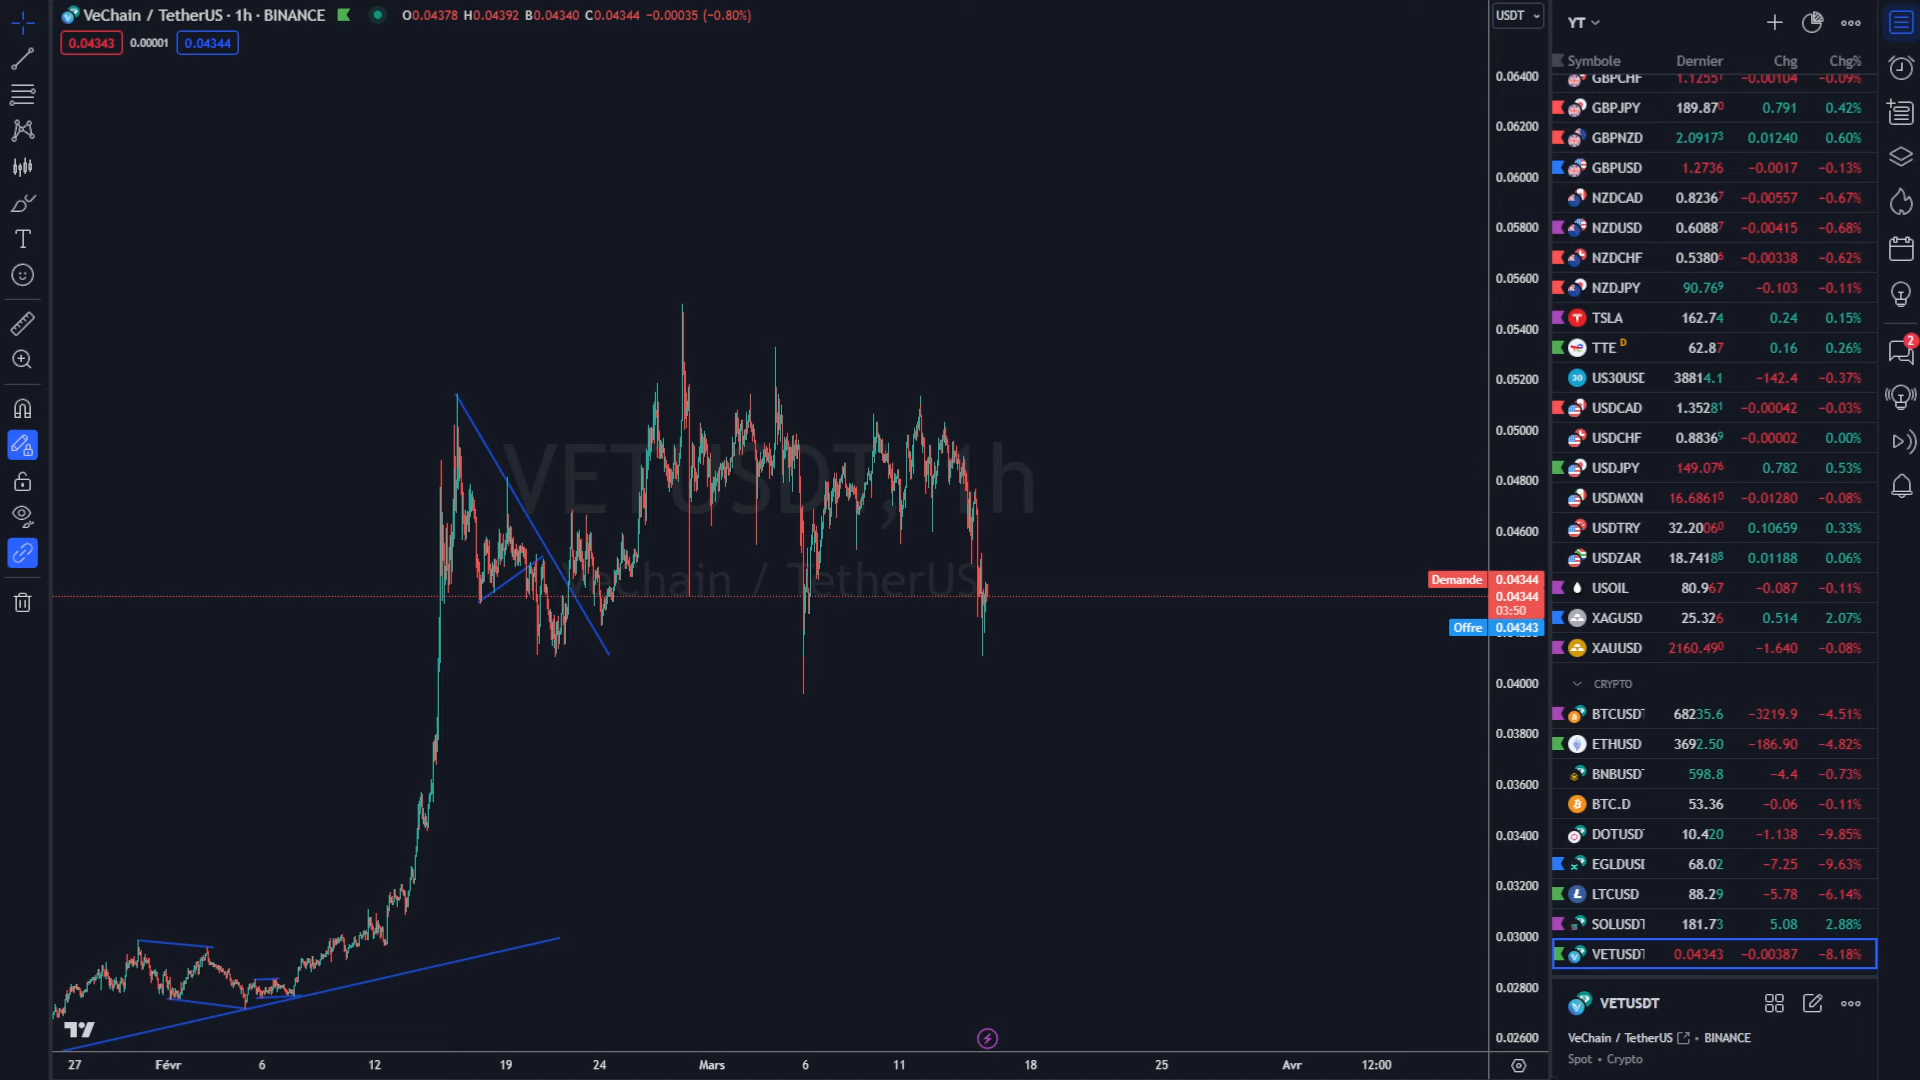 VeChain / TetherUS · 1h · BINANCE O0.04378 H0.04392 B0.04340 C0.04344 −0.00035 (−0.80%)
0.04343 0.00001 0.04344
VETUSDT, 1h
VeChain / TetherUS
USDT
0.06400
0.06200
0.06000
0.05800
0.05600
0.05400
0.05200
0.05000
0.04800
0.04600
Demande 0.04344
0.04344
03:50
Offre 0.04343
0.04000
0.03800
0.03600
0.03400
0.03200
0.03000
0.02800
0.02600
27 Févr 6 12 19 24 Mars 6 11 18 25 Avr 12:00
YT
Symbole Dernier Chg Chg%
GBPCHF 1.12551 −0.00104 −0.09%
GBPJPY 189.870 0.791 0.42%
GBPNZD 2.09173 0.01240 0.60%
GBPUSD 1.2736 −0.0017 −0.13%
NZDCAD 0.82367 −0.00557 −0.67%
NZDUSD 0.60887 −0.00415 −0.68%
NZDCHF 0.53806 −0.00338 −0.62%
NZDJPY 90.769 −0.103 −0.11%
TSLA 162.74 0.24 0.15%
TTE D 62.87 0.16 0.26%
30 US30USD 38814.1 −142.4 −0.37%
USDCAD 1.35281 −0.00042 −0.03%
USDCHF 0.88369 −0.00002 0.00%
USDJPY 149.076 0.782 0.53%
USDMXN 16.68610 −0.01280 −0.08%
USDTRY 32.20060 0.10659 0.33%
USDZAR 18.74188 0.01188 0.06%
USOIL 80.967 −0.087 −0.11%
XAGUSD 25.326 0.514 2.07%
XAUUSD 2160.490 −1.640 −0.08%
CRYPTO
BTCUSDT 68235.6 −3219.9 −4.51%
ETHUSD 3692.50 −186.90 −4.82%
BNBUSDT 598.8 −4.4 −0.73%
BTC.D 53.36 −0.06 −0.11%
DOTUSDT 10.420 −1.138 −9.85%
EGLDUSD 68.02 −7.25 −9.63%
LTCUSD 88.29 −5.78 −6.14%
SOLUSDT 181.73 5.08 2.88%
VETUSDT 0.04343 −0.00387 −8.18%
VETUSDT
VeChain / TetherUS • BINANCE
Spot • Crypto
2